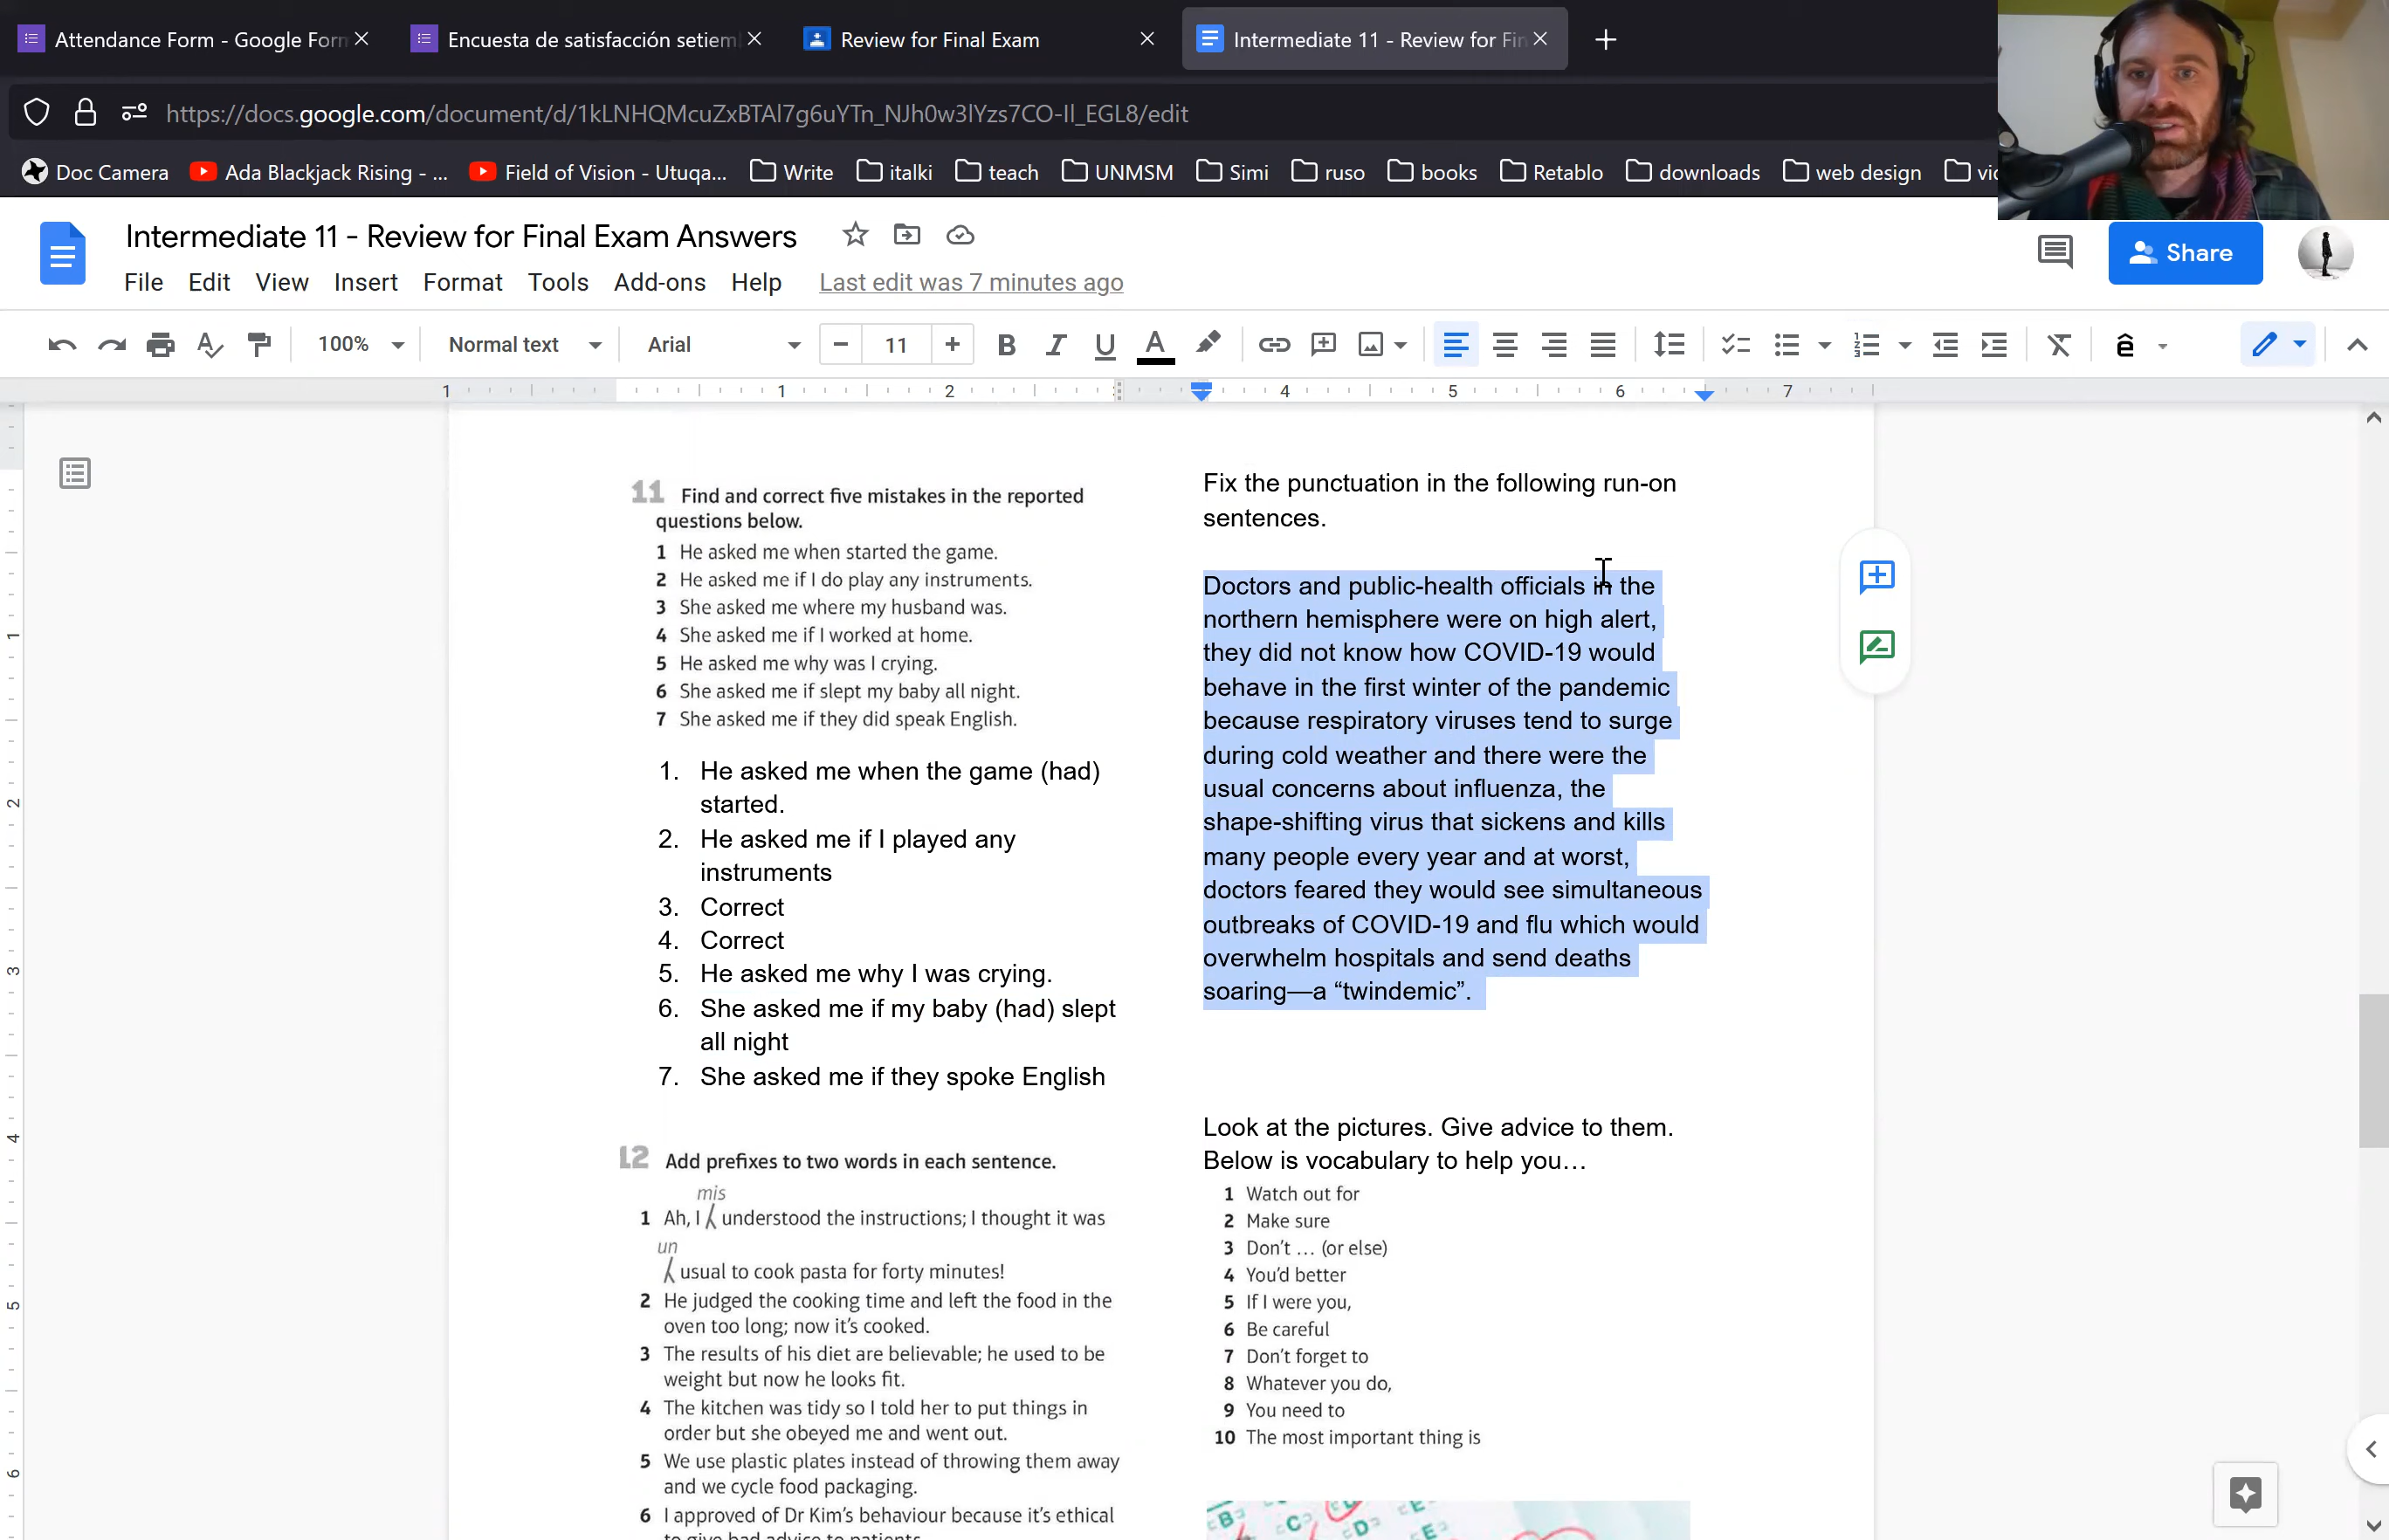 Attendance Form - Google Form
Encuesta de satisfacción setiem
Review for Final Exam
Intermediate 11 - Review for Fin
https://docs.google.com/document/d/1kLNHQMcuZxBTAl7g6uYTn_NJh0w3lYzs7CO-Il_EGL8/edit
Doc Camera
Ada Blackjack Rising - ...
Field of Vision - Utuqa...
Write
italki
teach
UNMSM
Simi
ruso
books
Retablo
downloads
web design
Intermediate 11 - Review for Final Exam Answers
File Edit View Insert Format Tools Add-ons Help Last edit was 7 minutes ago
Share
100% Normal text Arial 11
1 1 2 4 5 6 7
11 Find and correct five mistakes in the reported
questions below.
1 He asked me when started the game.
2 He asked me if I do play any instruments.
3 She asked me where my husband was.
4 She asked me if I worked at home.
5 He asked me why was I crying.
6 She asked me if slept my baby all night.
7 She asked me if they did speak English.
1. He asked me when the game (had)
started.
2. He asked me if I played any
instruments
3. Correct
4. Correct
5. He asked me why I was crying.
6. She asked me if my baby (had) slept
all night
7. She asked me if they spoke English
12 Add prefixes to two words in each sentence.
mis
1 Ah, I understood the instructions; I thought it was
un
usual to cook pasta for forty minutes!
2 He judged the cooking time and left the food in the
oven too long; now it's cooked.
3 The results of his diet are believable; he used to be
weight but now he looks fit.
4 The kitchen was tidy so I told her to put things in
order but she obeyed me and went out.
5 We use plastic plates instead of throwing them away
and we cycle food packaging.
6 I approved of Dr Kim's behaviour because it's ethical
to give bad advice to patients.
Fix the punctuation in the following run-on
sentences.
Doctors and public-health officials in the
northern hemisphere were on high alert,
they did not know how COVID-19 would
behave in the first winter of the pandemic
because respiratory viruses tend to surge
during cold weather and there were the
usual concerns about influenza, the
shape-shifting virus that sickens and kills
many people every year and at worst,
doctors feared they would see simultaneous
outbreaks of COVID-19 and flu which would
overwhelm hospitals and send deaths
soaring—a “twindemic”.
Look at the pictures. Give advice to them.
Below is vocabulary to help you…
1 Watch out for
2 Make sure
3 Don't … (or else)
4 You'd better
5 If I were you,
6 Be careful
7 Don't forget to
8 Whatever you do,
9 You need to
10 The most important thing is